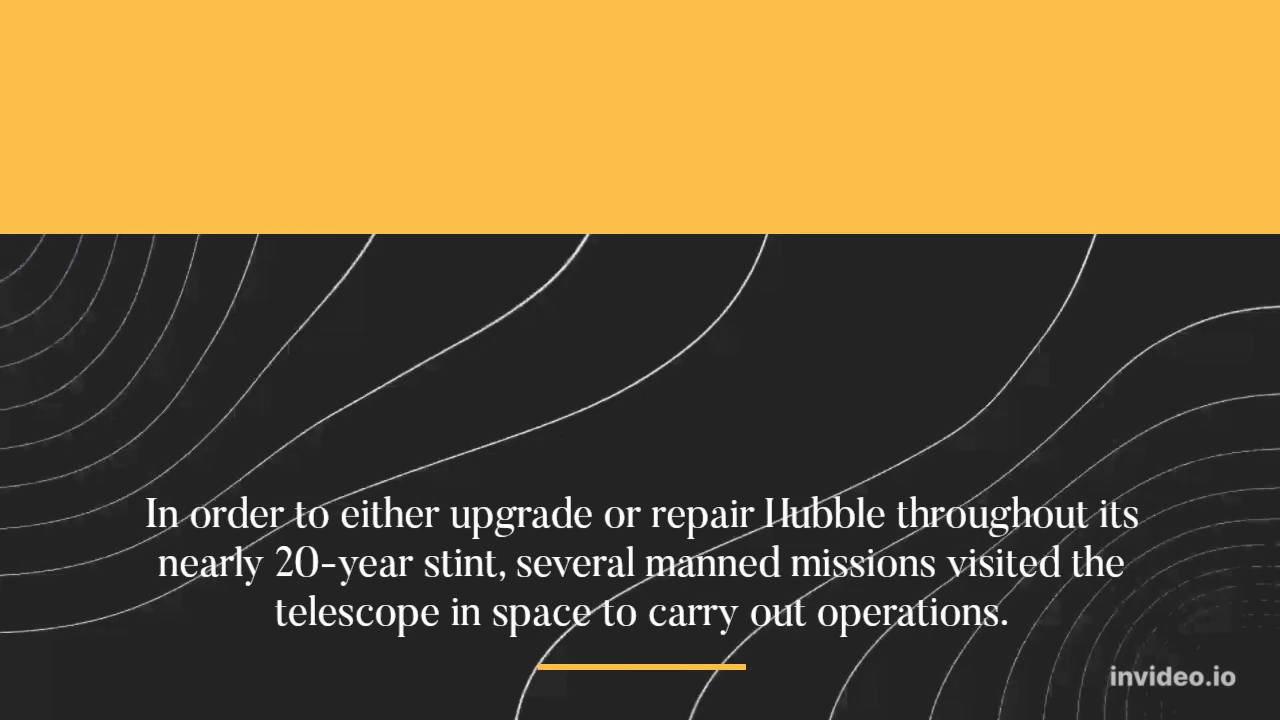 In order to either upgrade or repair Hubble throughout its
nearly 20-year stint, several manned missions visited the
telescope in space to carry out operations.
invideo.io